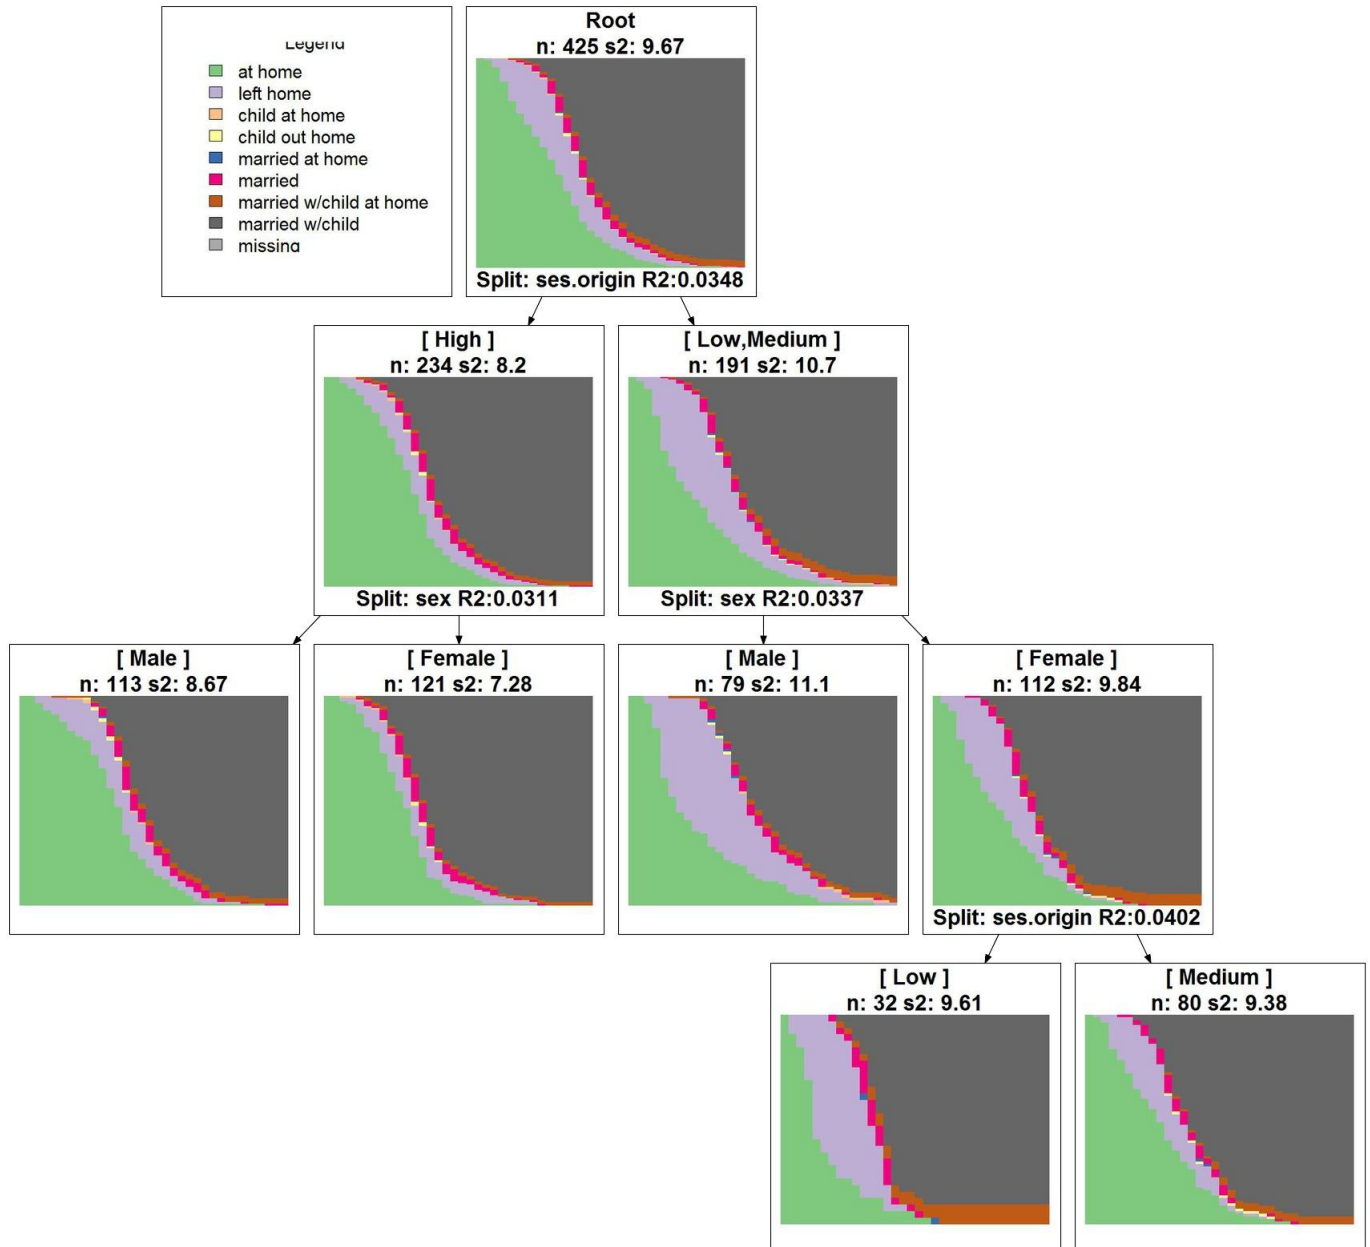 Legend
at home
left home
child at home
child out home
married at home
married
married w/child at home
married w/child
missing
Root
n: 425 s2: 9.67
Split: ses.origin R2:0.0348
[ High ]
n: 234 s2: 8.2
Split: sex R2:0.0311
[ Low,Medium ]
n: 191 s2: 10.7
Split: sex R2:0.0337
[ Male ]
n: 113 s2: 8.67
[ Female ]
n: 121 s2: 7.28
[ Male ]
n: 79 s2: 11.1
[ Female ]
n: 112 s2: 9.84
Split: ses.origin R2:0.0402
[ Low ]
n: 32 s2: 9.61
[ Medium ]
n: 80 s2: 9.38